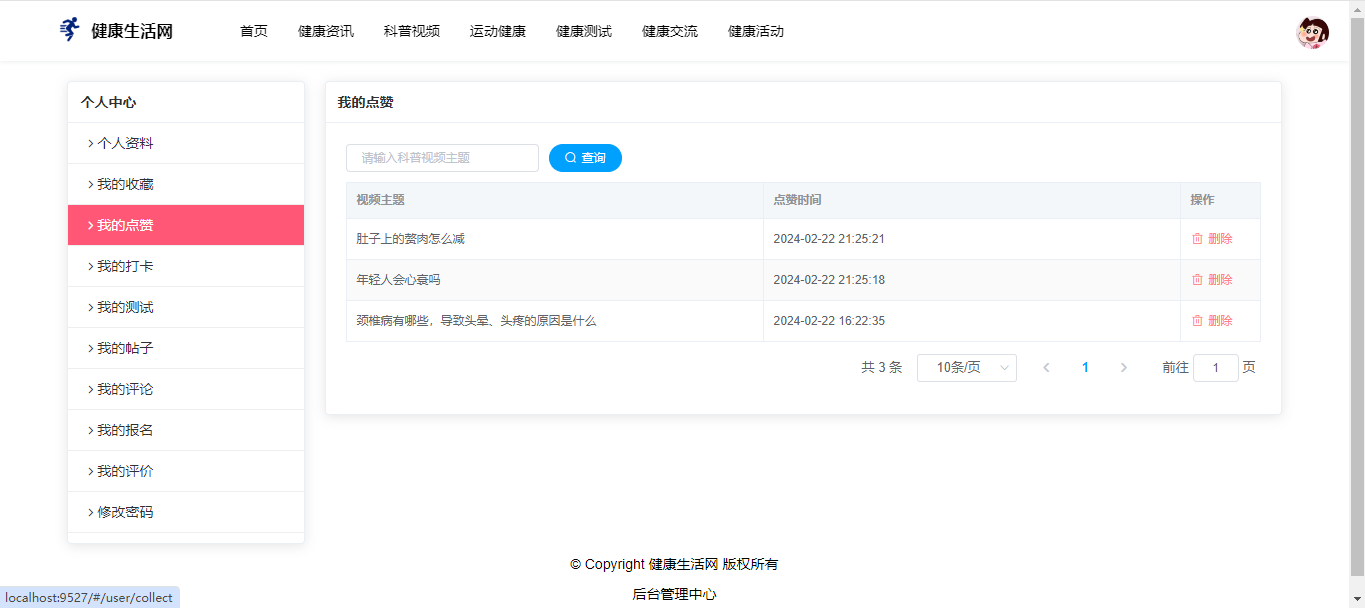 健康生活网 首页 健康资讯 科普视频 运动健康 健康测试 健康交流 健康活动
个人中心
个人资料
我的收藏
我的点赞
我的打卡
我的测试
我的帖子
我的评论
我的报名
我的评价
修改密码
我的点赞
请输入科普视频主题 查询
视频主题 点赞时间 操作
肚子上的赘肉怎么减 2024-02-22 21:25:21 删除
年轻人会心衰吗 2024-02-22 21:25:18 删除
颈椎病有哪些，导致头晕、头疼的原因是什么 2024-02-22 16:22:35 删除
共 3 条 10条/页 1 前往 1 页
© Copyright 健康生活网 版权所有
后台管理中心
localhost:9527/#/user/collect